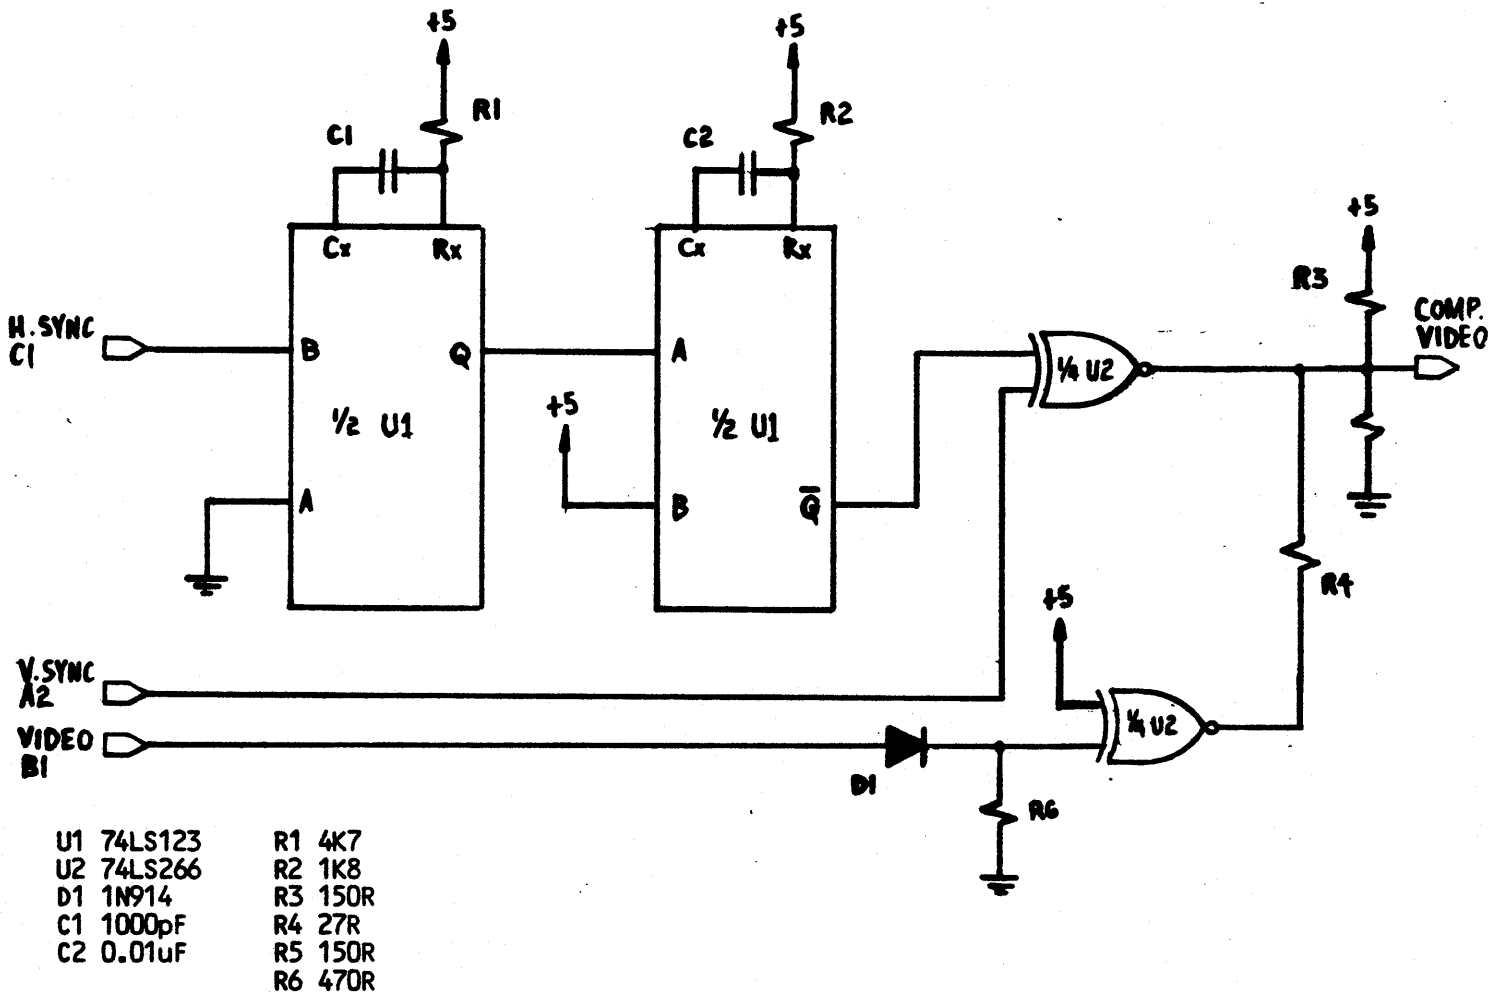 +5
+5
R1
R2
C1
C2
+5
Cx Rx
Cx Rx
R3
COMP.
VIDEO
H.SYNC
C1
B
Q
A
1/4 U2
+5
1/2 U1
1/2 U1
A
B
Q̅
R4
+5
V.SYNC
A2
1/4 U2
VIDEO
B1
D1
R6
U1 74LS123
U2 74LS266
D1 1N914
C1 1000pF
C2 0.01uF
R1 4K7
R2 1K8
R3 150R
R4 27R
R5 150R
R6 470R